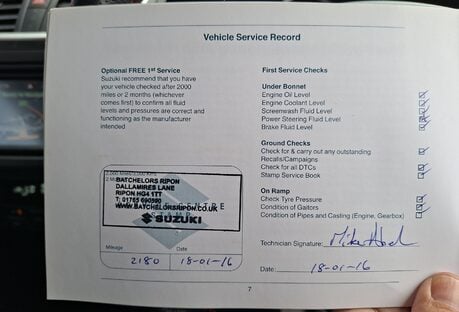 Vehicle Service Record
Optional FREE 1st Service
Suzuki recommend that you have
your vehicle checked after 2000
miles or 2 months (whichever
comes first) to confirm all fluid
levels and pressures are correct and
functioning as the manufacturer
intended
BATCHELORS RIPON
DALLAMIRES LANE
RIPON HG4 1TT
T: 01765 690690
WWW.BATCHELORSRIPON.CO.UK
CENTRE
STAMP
SUZUKI
Mileage
Date
2180
18-01-16
First Service Checks
Under Bonnet
Engine Oil Level
Engine Coolant Level
Screenwash Fluid Level
Power Steering Fluid Level
Brake Fluid Level
Ground Checks
Check for & carry out any outstanding
Recalls/Campaigns
Check for all DTCs
Stamp Service Book
On Ramp
Check Tyre Pressure
Condition of Gaitors
Condition of Pipes and Casting (Engine, Gearbox)
Technician Signature:
Date: 18-01-16
7